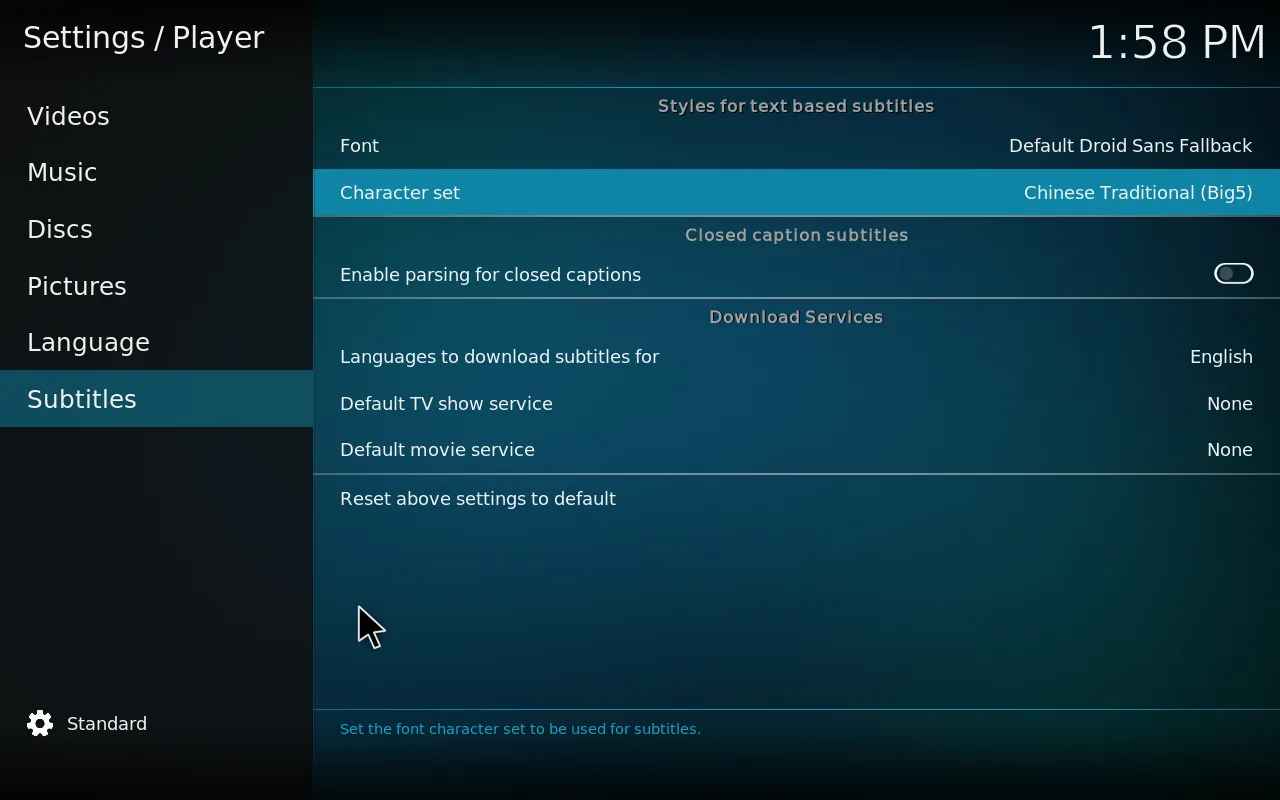 Settings / Player
1:58 PM
Videos
Music
Discs
Pictures
Language
Subtitles
Standard
Styles for text based subtitles
Font Default Droid Sans Fallback
Character set Chinese Traditional (Big5)
Closed caption subtitles
Enable parsing for closed captions
Download Services
Languages to download subtitles for English
Default TV show service None
Default movie service None
Reset above settings to default
Set the font character set to be used for subtitles.